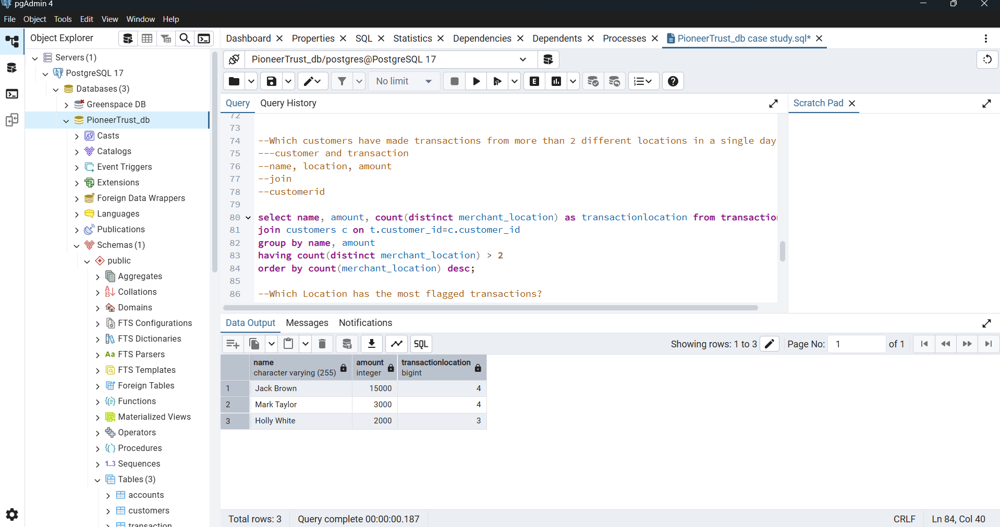 pgAdmin 4
File Object Tools Edit View Window Help
Object Explorer
Dashboard Properties SQL Statistics Dependencies Dependents Processes PioneerTrust_db case study.sql*
PioneerTrust_db/postgres@PostgreSQL 17
No limit
E
Query Query History
Scratch Pad
Servers (1)
PostgreSQL 17
Databases (3)
Greenspace DB
PioneerTrust_db
Casts
Catalogs
Event Triggers
Extensions
Foreign Data Wrappers
Languages
Publications
Schemas (1)
public
Aggregates
Collations
Domains
FTS Configurations
FTS Dictionaries
Aa FTS Parsers
FTS Templates
Foreign Tables
Functions
Materialized Views
Operators
Procedures
1..3 Sequences
Tables (3)
accounts
customers
transaction
72
73
74 --Which customers have made transactions from more than 2 different locations in a single day
75 ---customer and transaction
76 --name, location, amount
77 --join
78 --customerid
79
80 select name, amount, count(distinct merchant_location) as transactionlocation from transactio
81 join customers c on t.customer_id=c.customer_id
82 group by name, amount
83 having count(distinct merchant_location) > 2
84 order by count(merchant_location) desc;
85
86 --Which Location has the most flagged transactions?
Data Output Messages Notifications
SQL
Showing rows: 1 to 3 Page No: 1 of 1
name amount transactionlocation
character varying (255) integer bigint
1 Jack Brown 15000 4
2 Mark Taylor 3000 4
3 Holly White 2000 3
Total rows: 3 Query complete 00:00:00.187 CRLF Ln 84, Col 40